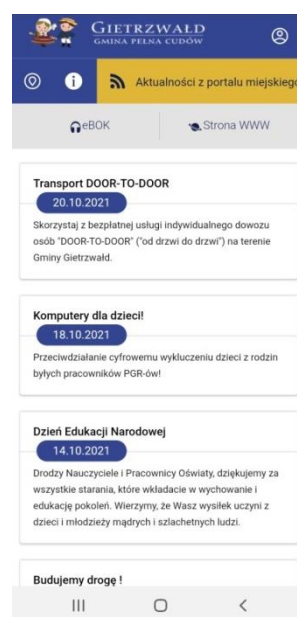 GIETRZWAŁD
GMINA PEŁNA CUDÓW
Aktualności z portalu miejskieg
eBOK
Strona WWW
Transport DOOR-TO-DOOR
20.10.2021
Skorzystaj z bezpłatnej usługi indywidualnego dowozu
osób "DOOR-TO-DOOR" ("od drzwi do drzwi") na terenie
Gminy Gietrzwałd.
Komputery dla dzieci!
18.10.2021
Przeciwdziałanie cyfrowemu wykluczeniu dzieci z rodzin
byłych pracowników PGR-ów!
Dzień Edukacji Narodowej
14.10.2021
Drodzy Nauczyciele i Pracownicy Oświaty, dziękujemy za
wszystkie starania, które wkładacie w wychowanie i
edukację pokoleń. Wierzymy, że Wasz wysiłek uczyni z
dzieci i młodzieży mądrych i szlachetnych ludzi.
Budujemy drogę !